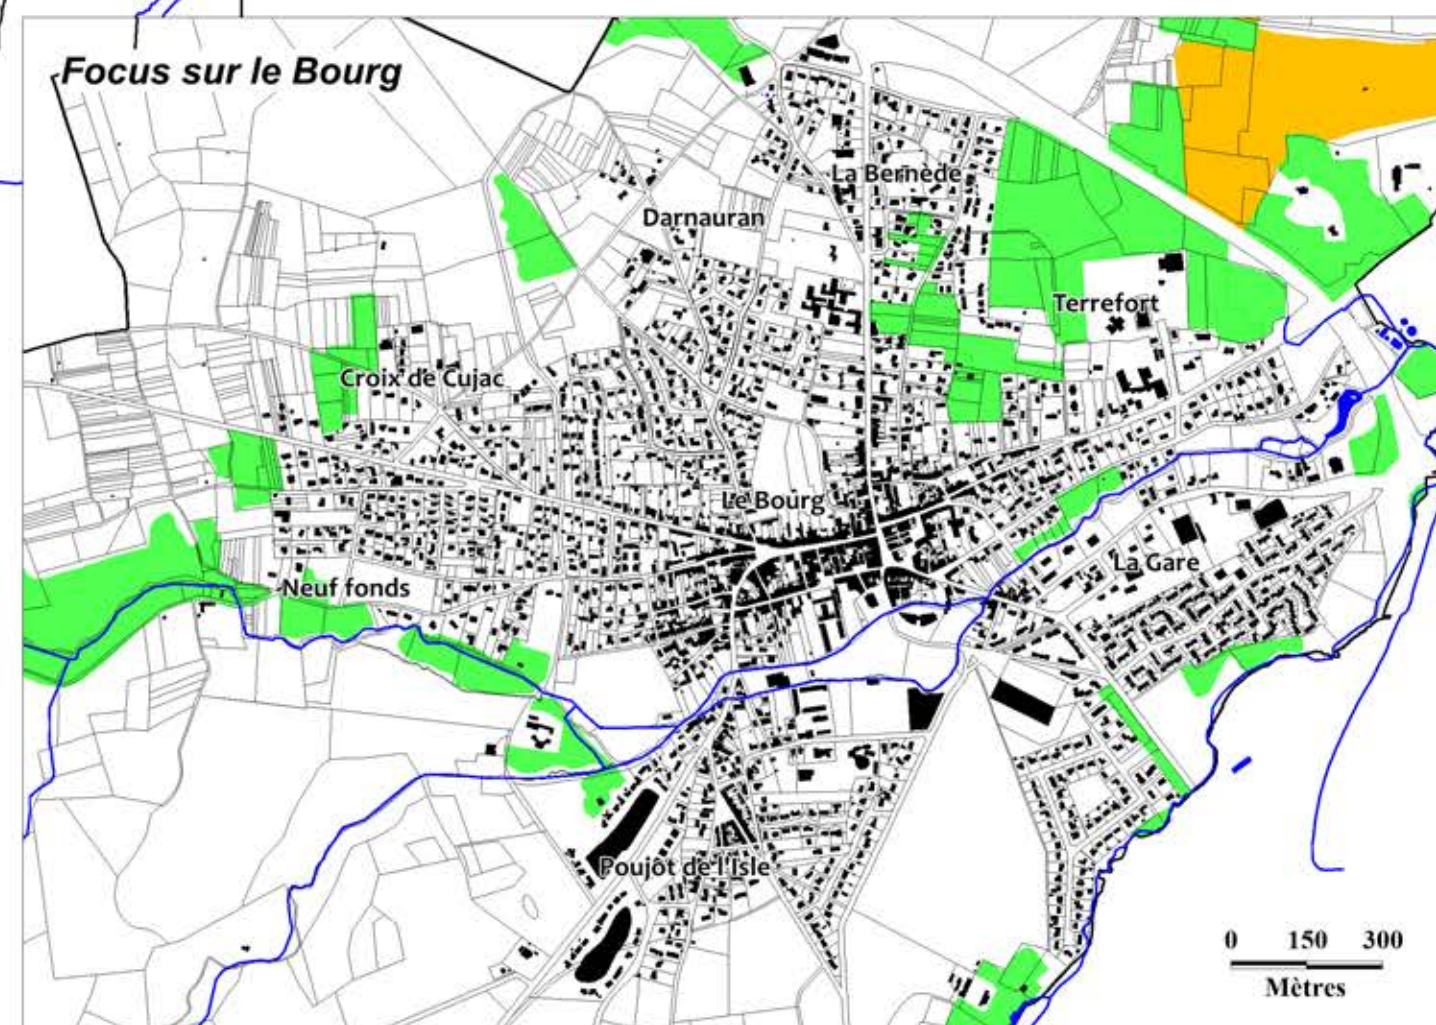 Focus sur le Bourg
La Bernède
Darnauran
Terrefort
Croix de Cujac
Le Bourg
La Gare
Neuf fonds
Poujot de l'Isle
0 150 300
Mètres